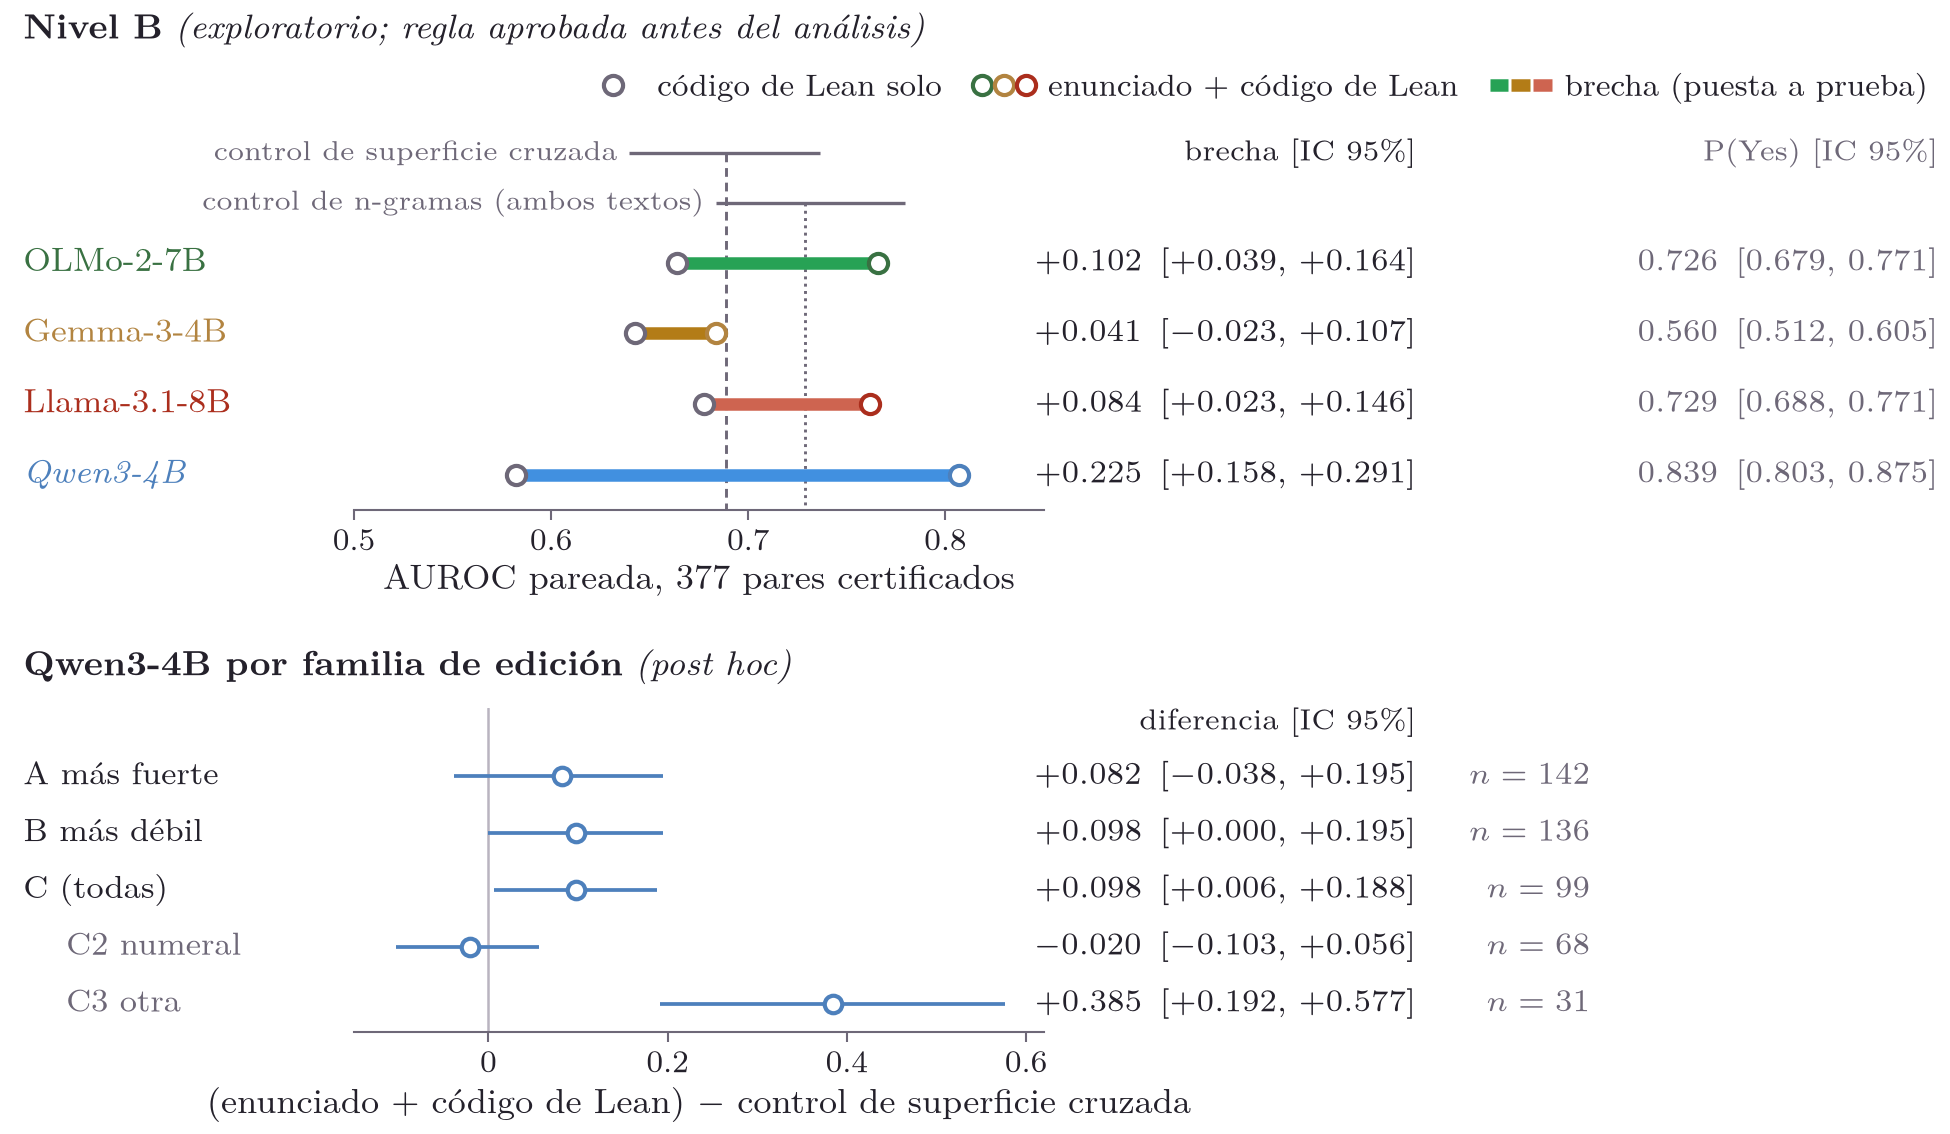 Nivel B (exploratorio; regla aprobada antes del análisis)
código de Lean solo enunciado + código de Lean brecha (puesta a prueba)
control de superficie cruzada brecha [IC 95%] P(Yes) [IC 95%]
control de n-gramas (ambos textos)
OLMo-2-7B +0.102 [+0.039, +0.164] 0.726 [0.679, 0.771]
Gemma-3-4B +0.041 [−0.023, +0.107] 0.560 [0.512, 0.605]
Llama-3.1-8B +0.084 [+0.023, +0.146] 0.729 [0.688, 0.771]
Qwen3-4B +0.225 [+0.158, +0.291] 0.839 [0.803, 0.875]
0.5 0.6 0.7 0.8
AUROC pareada, 377 pares certificados
Qwen3-4B por familia de edición (post hoc)
diferencia [IC 95%]
A más fuerte +0.082 [−0.038, +0.195] n = 142
B más débil +0.098 [+0.000, +0.195] n = 136
C (todas) +0.098 [+0.006, +0.188] n = 99
C2 numeral −0.020 [−0.103, +0.056] n = 68
C3 otra +0.385 [+0.192, +0.577] n = 31
0 0.2 0.4 0.6
(enunciado + código de Lean) − control de superficie cruzada